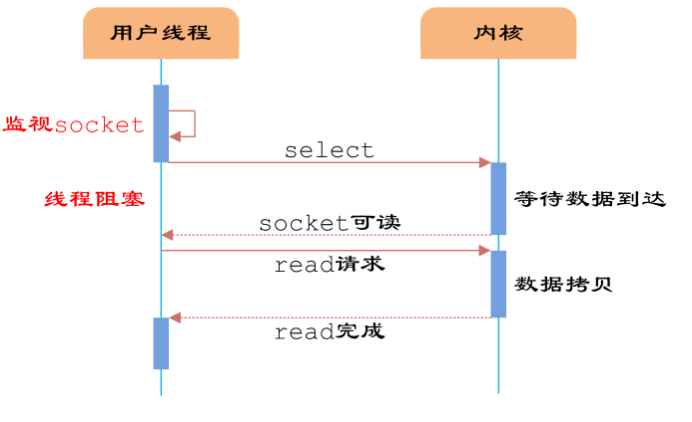 用户线程
内核
监视socket
select
线程阻塞
等待数据到达
socket可读
read请求
数据拷贝
read完成